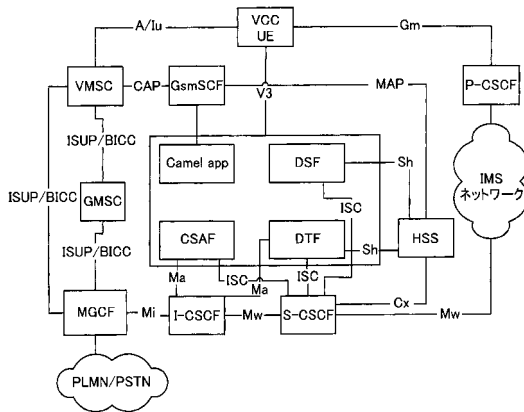 A/Iu
VCC
UE
Gm
VMSC
CAP
GsmSCF
V3
MAP
P-CSCF
ISUP/BICC
Camel app
DSF
Sh
IMS
ネットワーク
ISUP/BICC
GMSC
ISC
ISUP/BICC
CSAF
DTF
Sh
HSS
Ma
ISC
Ma
ISC
Cx
MGCF
Mi
I-CSCF
Mw
S-CSCF
Mw
PLMN/PSTN